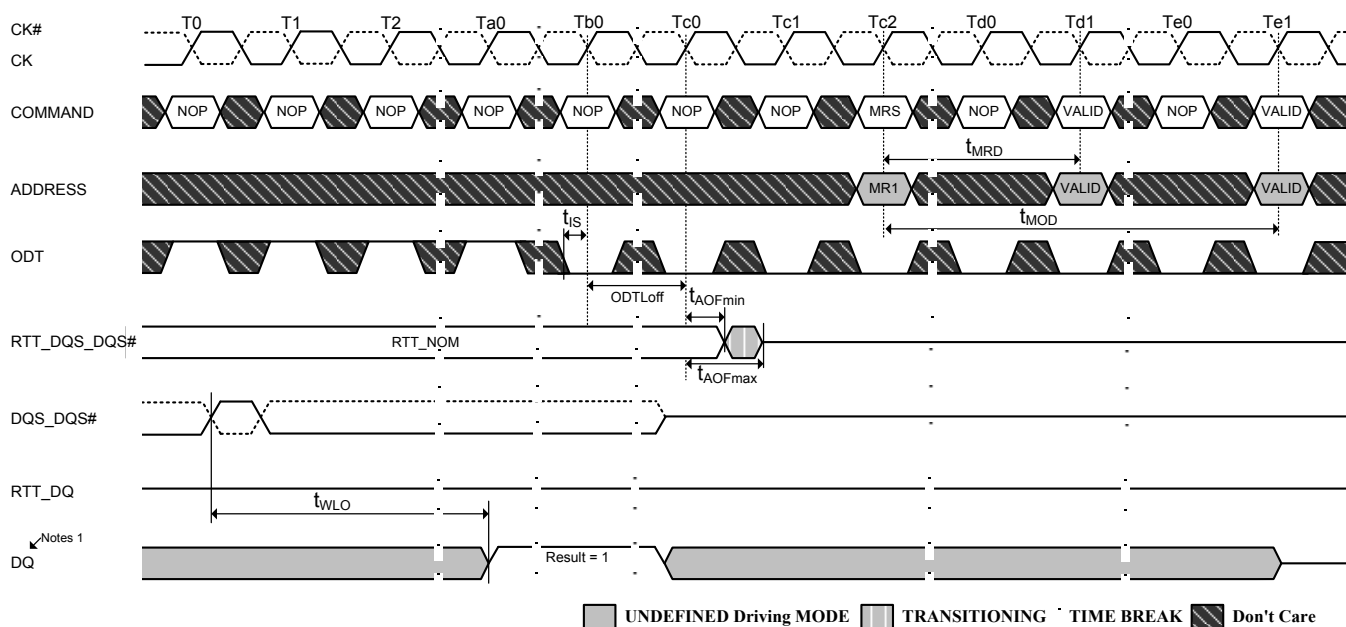 T0 T1 T2 Ta0 Tb0 Tc0 Tc1 Tc2 Td0 Td1 Te0 Te1
CK#
CK
COMMAND NOP NOP NOP NOP NOP NOP NOP MRS NOP VALID NOP VALID
tMRD
ADDRESS MR1 VALID VALID
tIS tMOD
ODT
ODTLoff tAOFmin
RTT_DQS_DQS# RTT_NOM
tAOFmax
DQS_DQS#
RTT_DQ
tWLO
Notes 1
DQ Result = 1
UNDEFINED Driving MODE TRANSITIONING TIME BREAK Don't Care